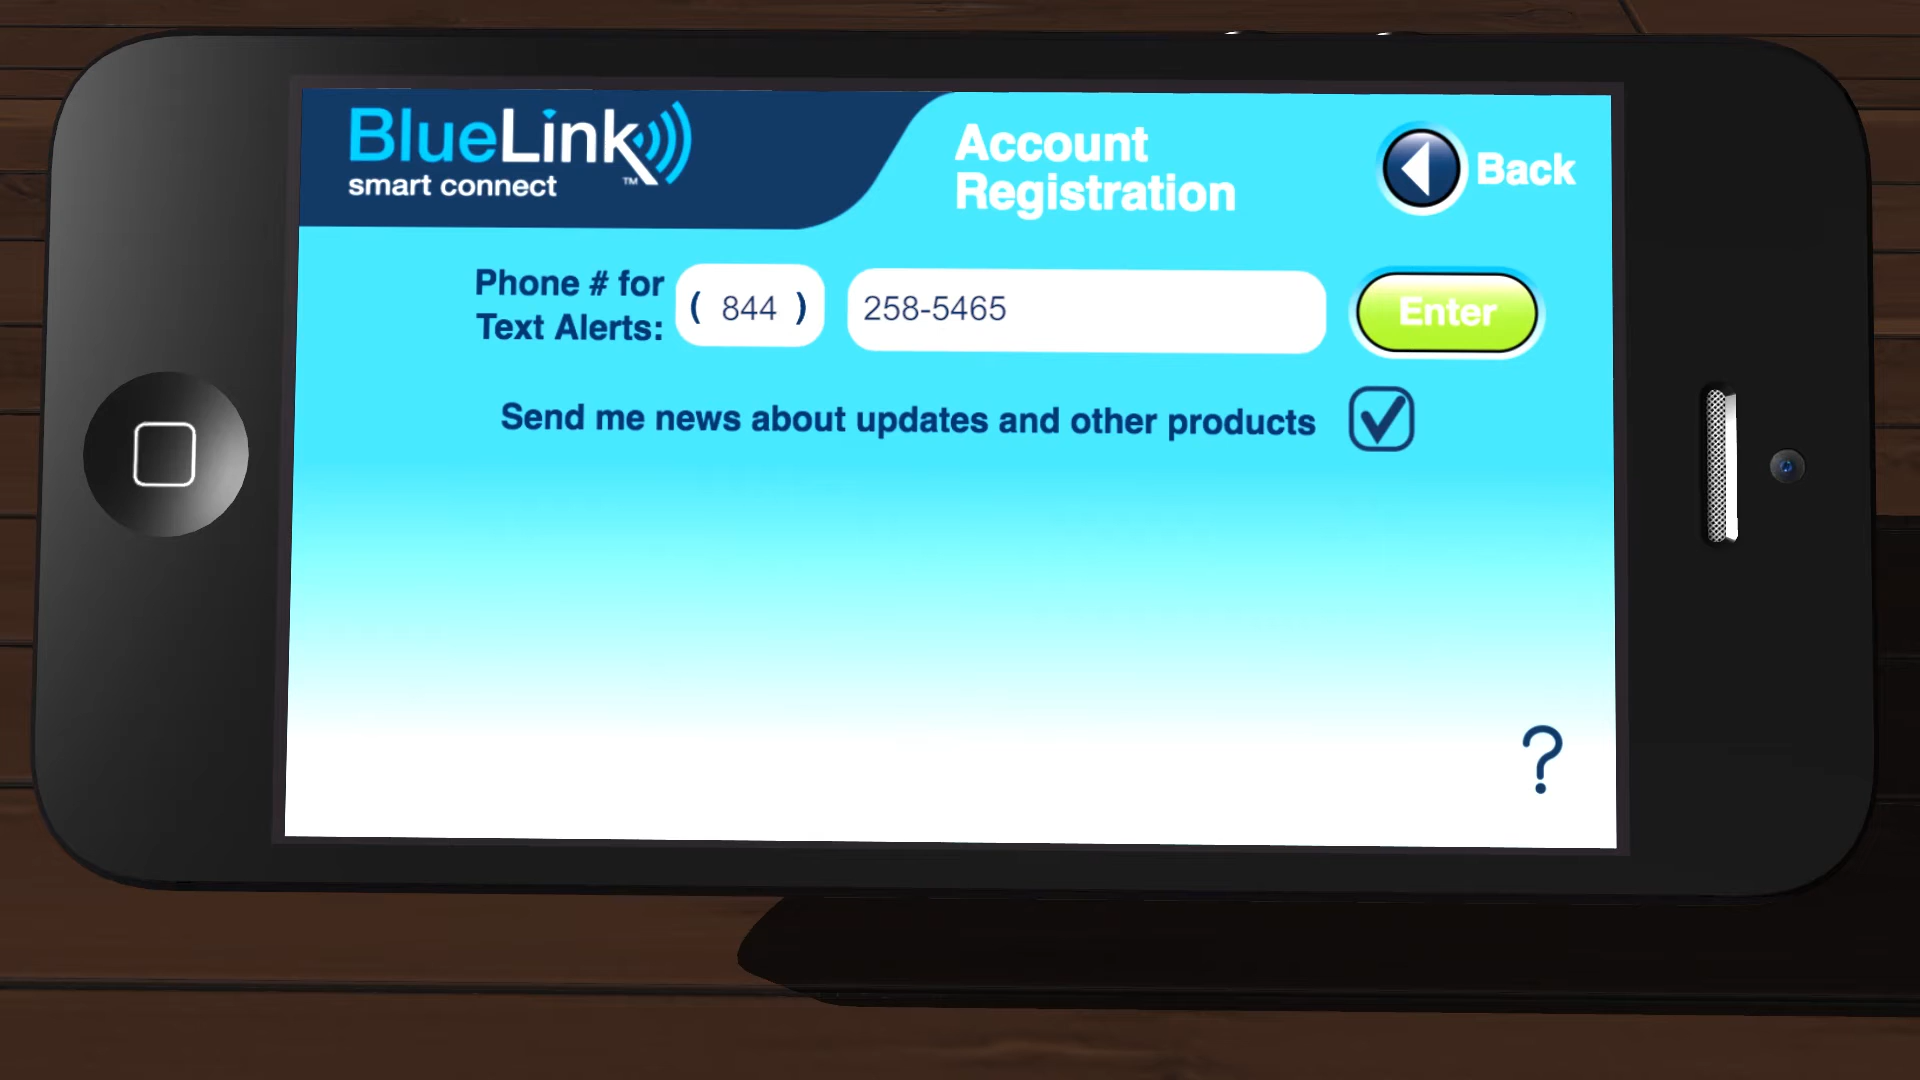 BlueLink
™
smart connect
Account
Registration
Back
Phone # for
Text Alerts:
( 844 )
258-5465
Enter
Send me news about updates and other products
?